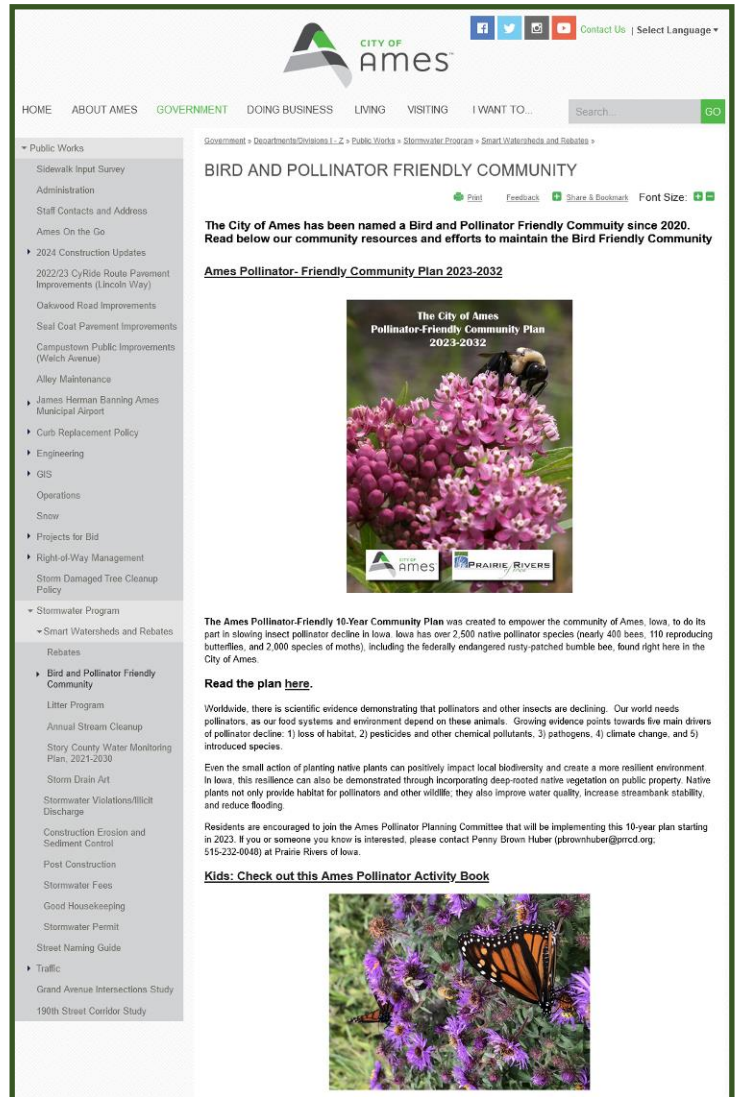 CITY OF
Ames
Contact Us | Select Language
HOME ABOUT AMES GOVERNMENT DOING BUSINESS LIVING VISITING I WANT TO...
Search... GO
Public Works
Sidewalk Input Survey
Administration
Staff Contacts and Address
Ames On the Go
2024 Construction Updates
2022/23 CyRide Route Pavement
Improvements (Lincoln Way)
Oakwood Road Improvements
Seal Coat Pavement Improvements
Campustown Public Improvements
(Welch Avenue)
Alley Maintenance
James Herman Banning Ames
Municipal Airport
Curb Replacement Policy
Engineering
GIS
Operations
Snow
Projects for Bid
Right-of-Way Management
Storm Damaged Tree Cleanup
Policy
Stormwater Program
Smart Watersheds and Rebates
Rebates
Bird and Pollinator Friendly
Community
Litter Program
Annual Stream Cleanup
Story County Water Monitoring
Plan, 2021-2030
Storm Drain Art
Stormwater Violations/Illicit
Discharge
Construction Erosion and
Sediment Control
Post Construction
Stormwater Fees
Good Housekeeping
Stormwater Permit
Street Naming Guide
Traffic
Grand Avenue Intersections Study
190th Street Corridor Study
Government » Departments/Divisions I - Z » Public Works » Stormwater Program » Smart Watersheds and Rebates »
BIRD AND POLLINATOR FRIENDLY COMMUNITY
Print Feedback Share & Bookmark Font Size:
The City of Ames has been named a Bird and Pollinator Friendly Commuity since 2020.
Read below our community resources and efforts to maintain the Bird Friendly Community
Ames Pollinator- Friendly Community Plan 2023-2032
The City of Ames
Pollinator-Friendly Community Plan
2023-2032
CITY OF
Ames
PRAIRIE RIVERS
of Iowa
The Ames Pollinator-Friendly 10-Year Community Plan was created to empower the community of Ames, Iowa, to do its
part in slowing insect pollinator decline in Iowa. Iowa has over 2,500 native pollinator species (nearly 400 bees, 110 reproducing
butterflies, and 2,000 species of moths), including the federally endangered rusty-patched bumble bee, found right here in the
City of Ames.
Read the plan here.
Worldwide, there is scientific evidence demonstrating that pollinators and other insects are declining. Our world needs
pollinators, as our food systems and environment depend on these animals. Growing evidence points towards five main drivers
of pollinator decline: 1) loss of habitat, 2) pesticides and other chemical pollutants, 3) pathogens, 4) climate change, and 5)
introduced species.
Even the small action of planting native plants can positively impact local biodiversity and create a more resilient environment.
In Iowa, this resilience can also be demonstrated through incorporating deep-rooted native vegetation on public property. Native
plants not only provide habitat for pollinators and other wildlife; they also improve water quality, increase streambank stability,
and reduce flooding.
Residents are encouraged to join the Ames Pollinator Planning Committee that will be implementing this 10-year plan starting
in 2023. If you or someone you know is interested, please contact Penny Brown Huber (pbrownhuber@prrcd.org;
515-232-0048) at Prairie Rivers of Iowa.
Kids: Check out this Ames Pollinator Activity Book